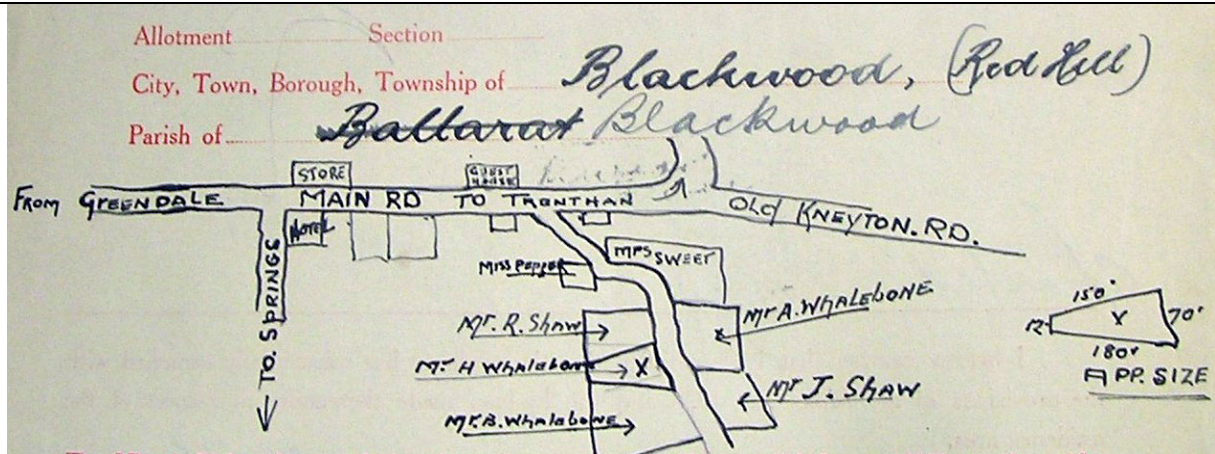 Allotment Section
City, Town, Borough, Township of Blackwood, (Red Hill)
Parish of Ballarat Blackwood
STORE
GUEST HOUSE
FROM GREENDALE MAIN RD TO TRONTHAN
OLD KNEYTON. RD.
HOTEL
TO. SPRINGS
MRS SWEET
MISS PEPPER
Mr. R. Shaw
Mr A. WHALEBONE
Mr. H Whalebone
X
Mr J. SHAW
Mr. B. Whalebone
150'
12'
X
70'
180'
APP. SIZE